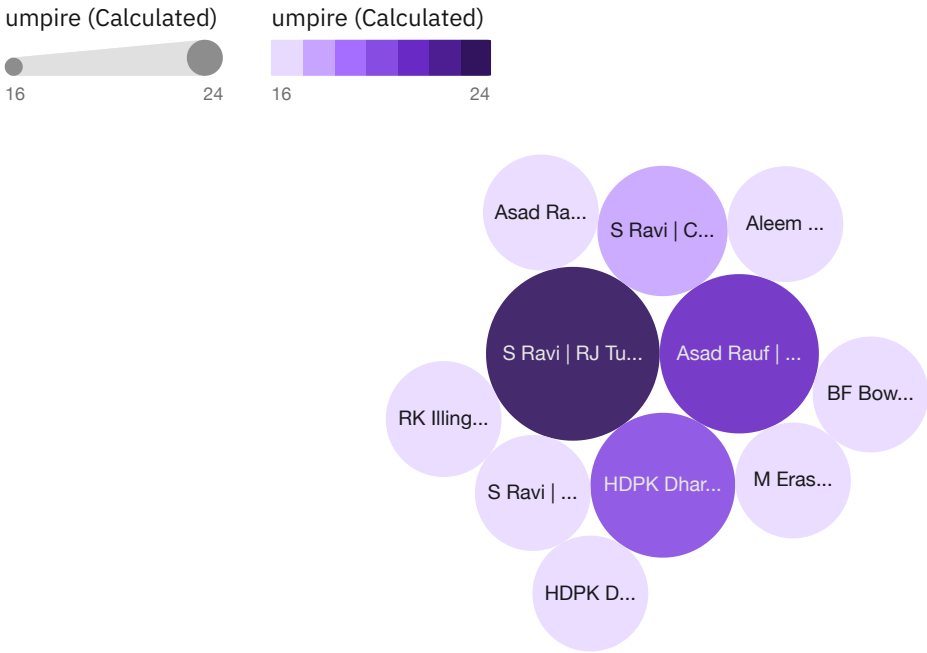 umpire (Calculated)
16 24
umpire (Calculated)
16 24
Asad Ra...
S Ravi | C...
Aleem ...
S Ravi | RJ Tu...
Asad Rauf | ...
BF Bow...
RK Illing...
S Ravi | ...
HDPK Dhar...
M Eras...
HDPK D...